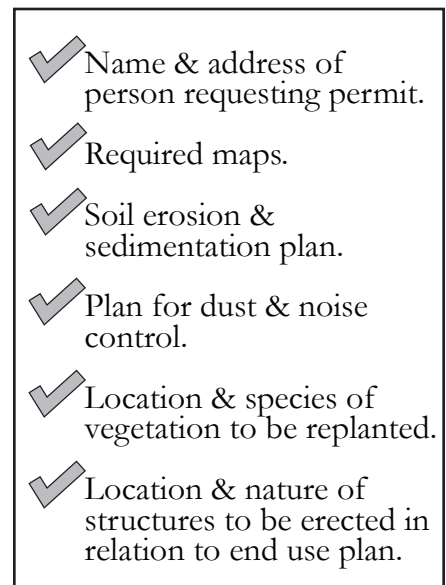 Name & address of
person requesting permit.
Required maps.
Soil erosion &
sedimentation plan.
Plan for dust & noise
control.
Location & species of
vegetation to be replanted.
Location & nature of
structures to be erected in
relation to end use plan.